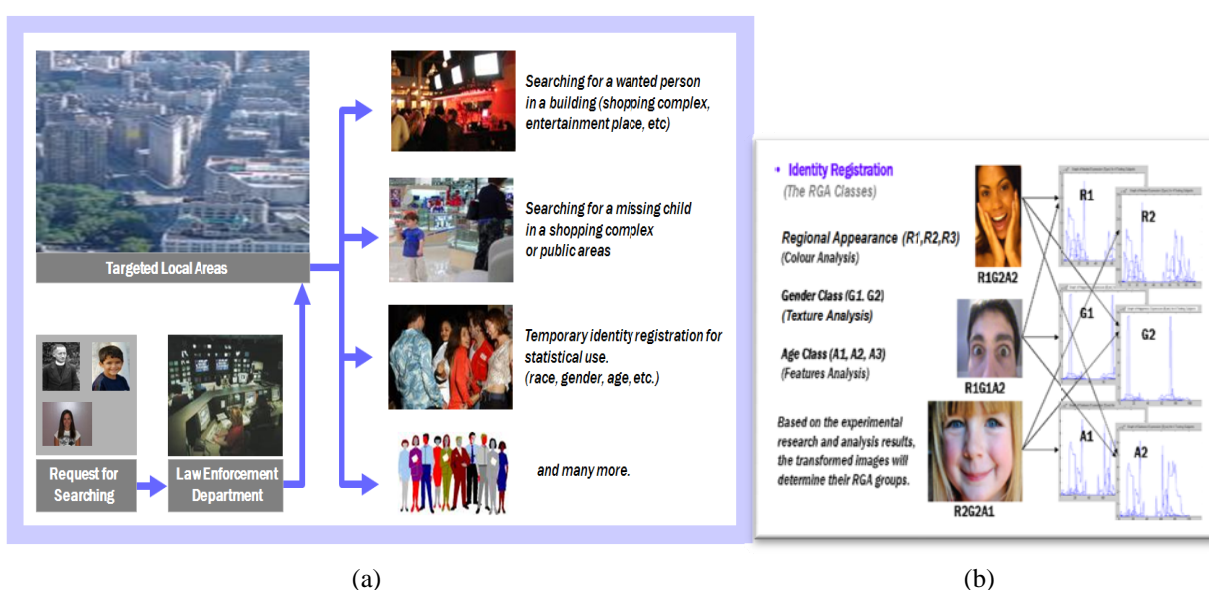 Targeted Local Areas
Request for
Searching
Law Enforcement
Department
Searching for a wanted person
in a building (shopping complex,
entertainment place, etc)
Searching for a missing child
in a shopping complex
or public areas
Temporary identity registration for
statistical use.
(race, gender, age, etc.)
and many more.
(a)
• Identity Registration
(The RGA Classes)
Regional Appearance (R1,R2,R3)
(Colour Analysis)
Gender Class (G1. G2)
(Texture Analysis)
Age Class (A1, A2, A3)
(Features Analysis)
Based on the experimental
research and analysis results,
the transformed images will
determine their RGA groups.
R1G2A2
R1G1A2
R2G2A1
R1
R2
G1
G2
A1
A2
(b)